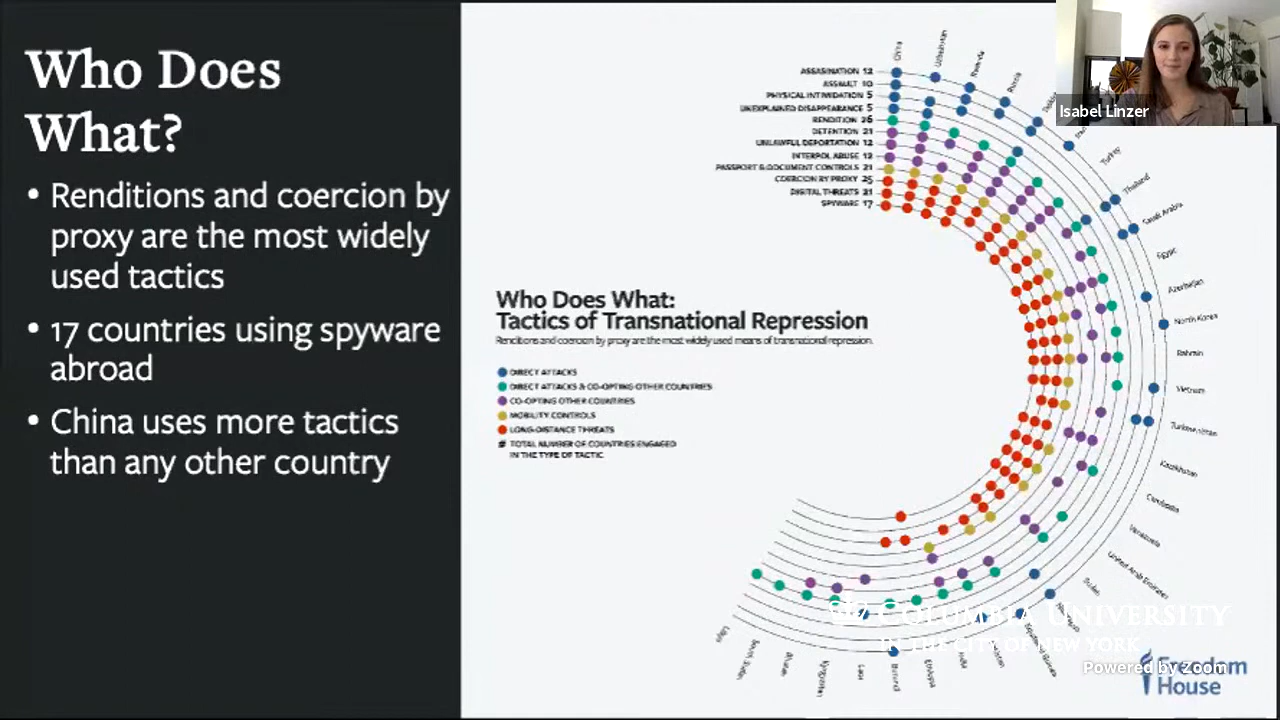 Who Does
What?
• Renditions and coercion by
proxy are the most widely
used tactics
• 17 countries using spyware
abroad
• China uses more tactics
than any other country
ASSASINATION 12
ASSAULT 10
PHYSICAL INTIMIDATION 5
UNEXPLAINED DISAPPEARANCE 5
RENDITION 26
DETENTION 21
UNLAWFUL DEPORTATION 12
INTERPOL ABUSE 12
PASSPORT & DOCUMENT CONTROLS 21
COERCION BY PROXY 25
DIGITAL THREATS 21
SPYWARE 17
China
Uzbekistan
Rwanda
Russia
Turkey
Thailand
Saudi Arabia
Egypt
Azerbaijan
North Korea
Bahrain
Vietnam
Turkmenistan
Kazakhstan
Cambodia
Venezuela
United Arab Emirates
Sudan
India
Ethiopia
Burundi
Laos
Kyrgyzstan
Bhutan
South Sudan
Libya
Who Does What:
Tactics of Transnational Repression
Renditions and coercion by proxy are the most widely used means of transnational repression.
DIRECT ATTACKS
DIRECT ATTACKS & CO-OPTING OTHER COUNTRIES
CO-OPTING OTHER COUNTRIES
MOBILITY CONTROLS
LONG-DISTANCE THREATS
# TOTAL NUMBER OF COUNTRIES ENGAGED
IN THE TYPE OF TACTIC
Isabel Linzer
COLUMBIA UNIVERSITY
IN THE CITY OF NEW YORK
Powered by Zoom
Freedom
House